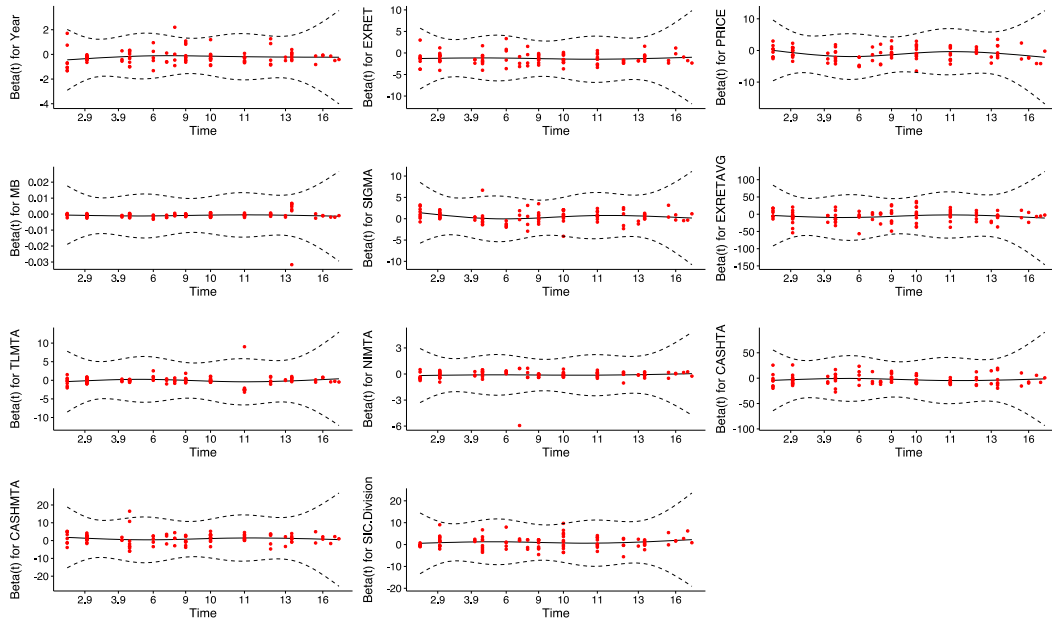 Beta(t) for Year
2
0
-2
-4
2.9 3.9 6 9 10 11 13 16
Time
Beta(t) for EXRET
10
5
0
-5
-10
2.9 3.9 6 9 10 11 13 16
Time
Beta(t) for PRICE
10
0
-10
2.9 3.9 6 9 10 11 13 16
Time
Beta(t) for MB
0.02
0.01
0.00
-0.01
-0.02
-0.03
2.9 3.9 6 9 10 11 13 16
Time
Beta(t) for SIGMA
10
5
0
-5
-10
2.9 3.9 6 9 10 11 13 16
Time
Beta(t) for EXRETAVG
100
50
0
-50
-100
-150
2.9 3.9 6 9 10 11 13 16
Time
Beta(t) for TLMTA
10
5
0
-5
-10
2.9 3.9 6 9 10 11 13 16
Time
Beta(t) for NIMTA
3
0
-3
-6
2.9 3.9 6 9 10 11 13 16
Time
Beta(t) for CASHTA
50
0
-50
-100
2.9 3.9 6 9 10 11 13 16
Time
Beta(t) for CASHMTA
20
10
0
-10
-20
2.9 3.9 6 9 10 11 13 16
Time
Beta(t) for SIC.Division
20
10
0
-10
-20
2.9 3.9 6 9 10 11 13 16
Time